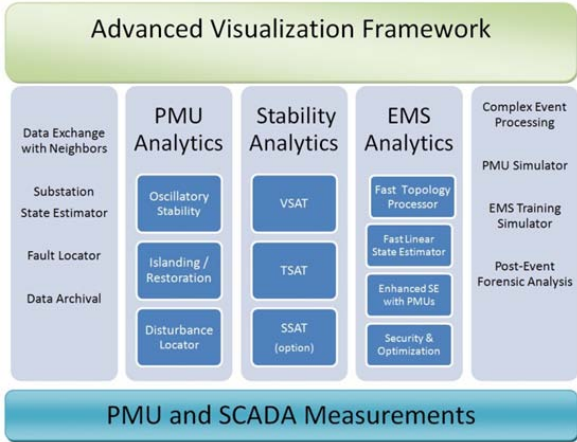 Advanced Visualization Framework
Data Exchange
with Neighbors
Substation
State Estimator
Fault Locator
Data Archival
PMU
Analytics
Oscillatory
Stability
Islanding /
Restoration
Disturbance
Locator
Stability
Analytics
VSAT
TSAT
SSAT
(option)
EMS
Analytics
Fast Topology
Processor
Fast Linear
State Estimator
Enhanced SE
with PMUs
Security &
Optimization
Complex Event
Processing
PMU Simulator
EMS Training
Simulator
Post-Event
Forensic Analysis
PMU and SCADA Measurements